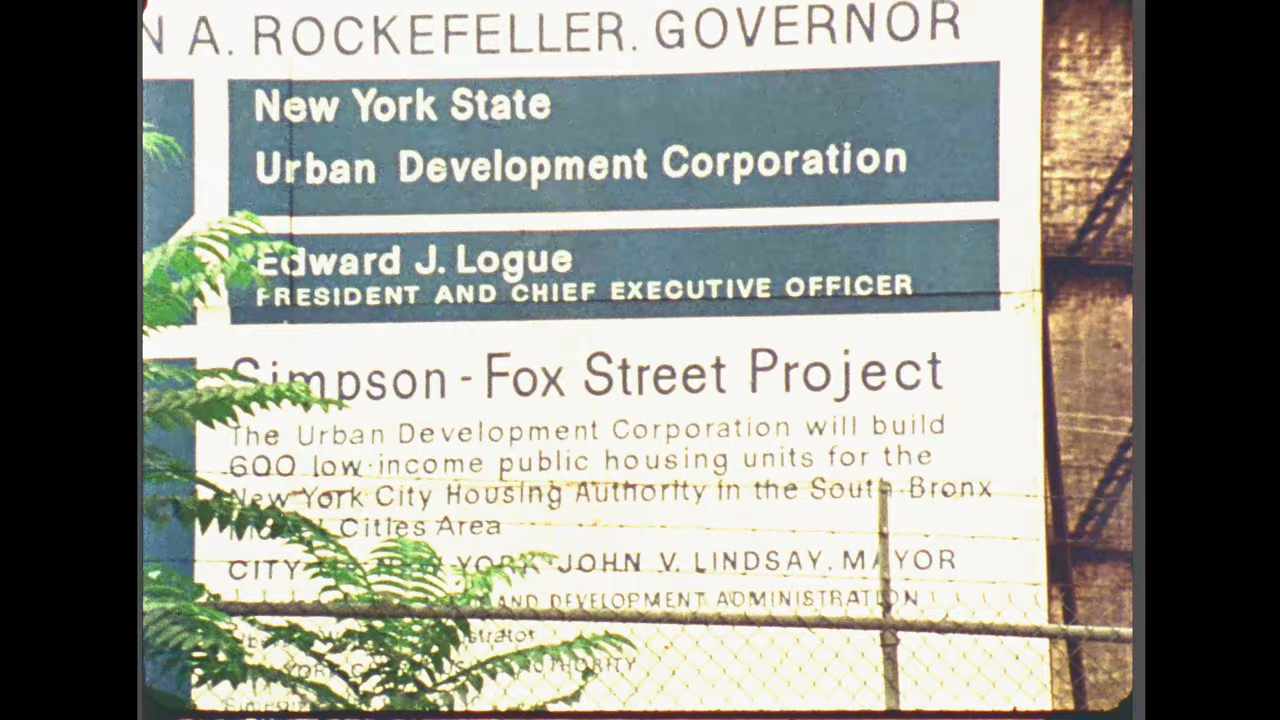 A. ROCKEFELLER. GOVERNOR
New York State
Urban Development Corporation
Edward J. Logue
PRESIDENT AND CHIEF EXECUTIVE OFFICER
Simpson - Fox Street Project
The Urban Development Corporation will build
600 low-income public housing units for the
New York City Housing Authority in the South Bronx
Cities Area
CITY YORK JOHN V. LINDSAY. MAYOR
AND DEVELOPMENT ADMINISTRATION
AUTHORITY